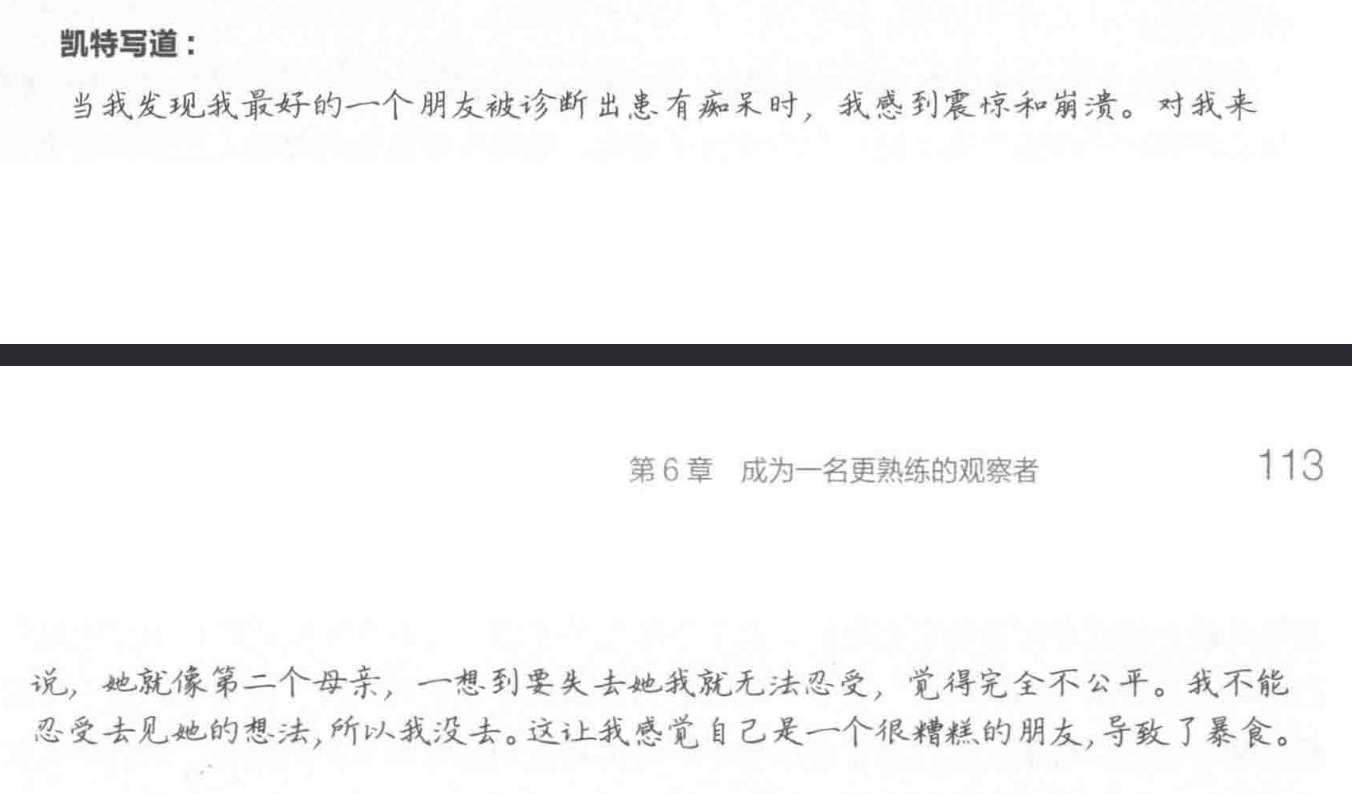 凯特写道：
当我发现我最好的一个朋友被诊断出患有痴呆时，我感到震惊和崩溃。对我来
第6章 成为一名更熟练的观察者 113
说，她就像第二个母亲，一想到要失去她我就无法忍受，觉得完全不公平。我不能
忍受去见她的想法，所以我没去。这让我感觉自己是一个很糟糕的朋友，导致了暴食。